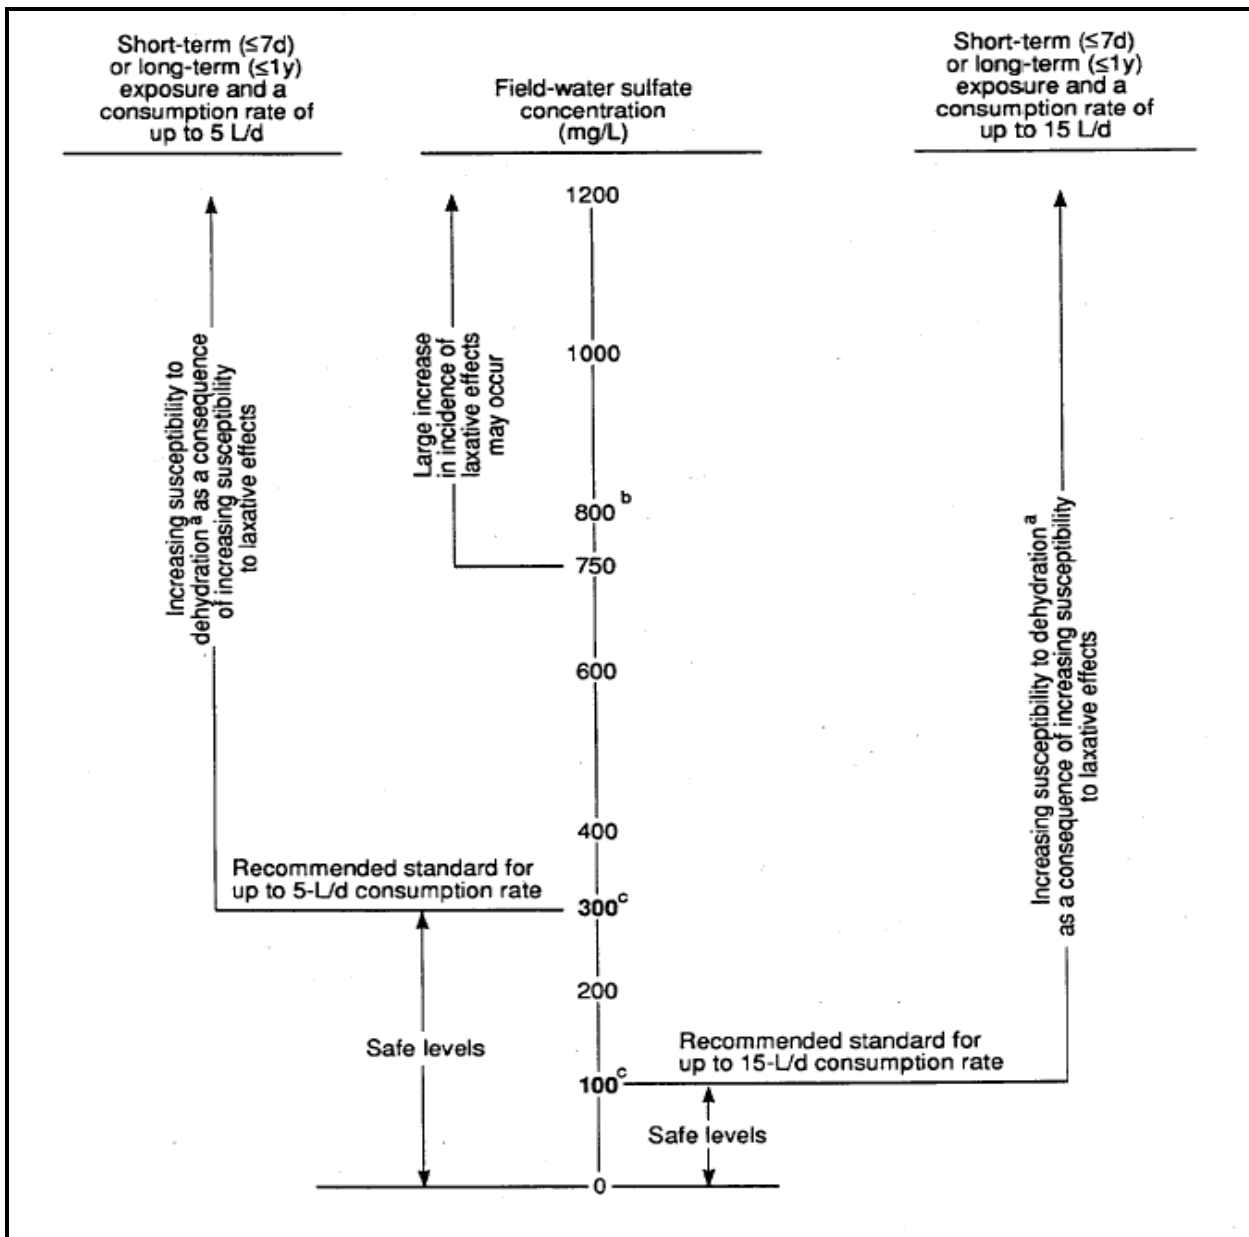 Short-term (≤7d)
or long-term (≤1y)
exposure and a
consumption rate of
up to 5 L/d
Field-water sulfate
concentration
(mg/L)
Short-term (≤7d)
or long-term (≤1y)
exposure and a
consumption rate of
up to 15 L/d
1200
1000
800 b
750
600
400
300 c
200
100 c
0
Increasing susceptibility to
dehydration a as a consequence
of increasing susceptibility
to laxative effects
Large increase
in incidence of
laxative effects
may occur
Increasing susceptibility to dehydration a
as a consequence of increasing susceptibility
to laxative effects
Recommended standard for
up to 5-L/d consumption rate
Safe levels
Recommended standard for
up to 15-L/d consumption rate
Safe levels